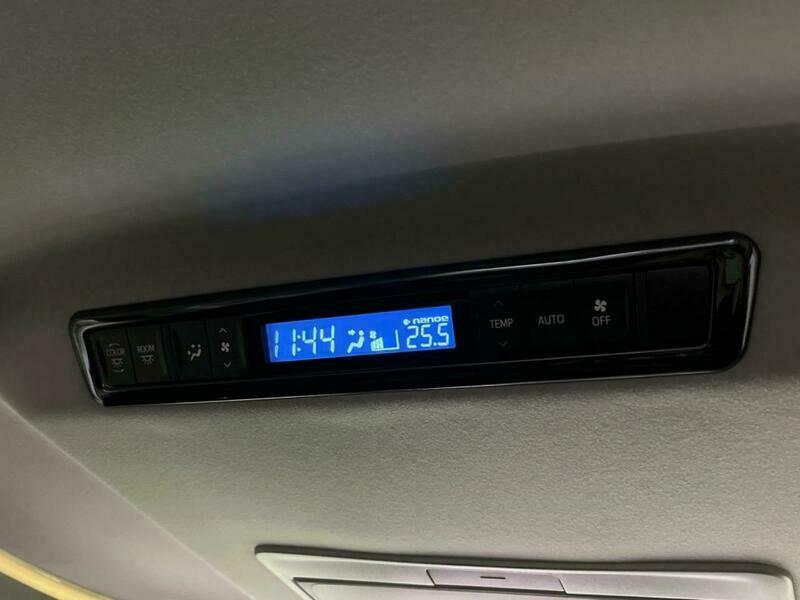 COLOR
ROOM
11:44
nanoe
25.5
TEMP
AUTO
OFF